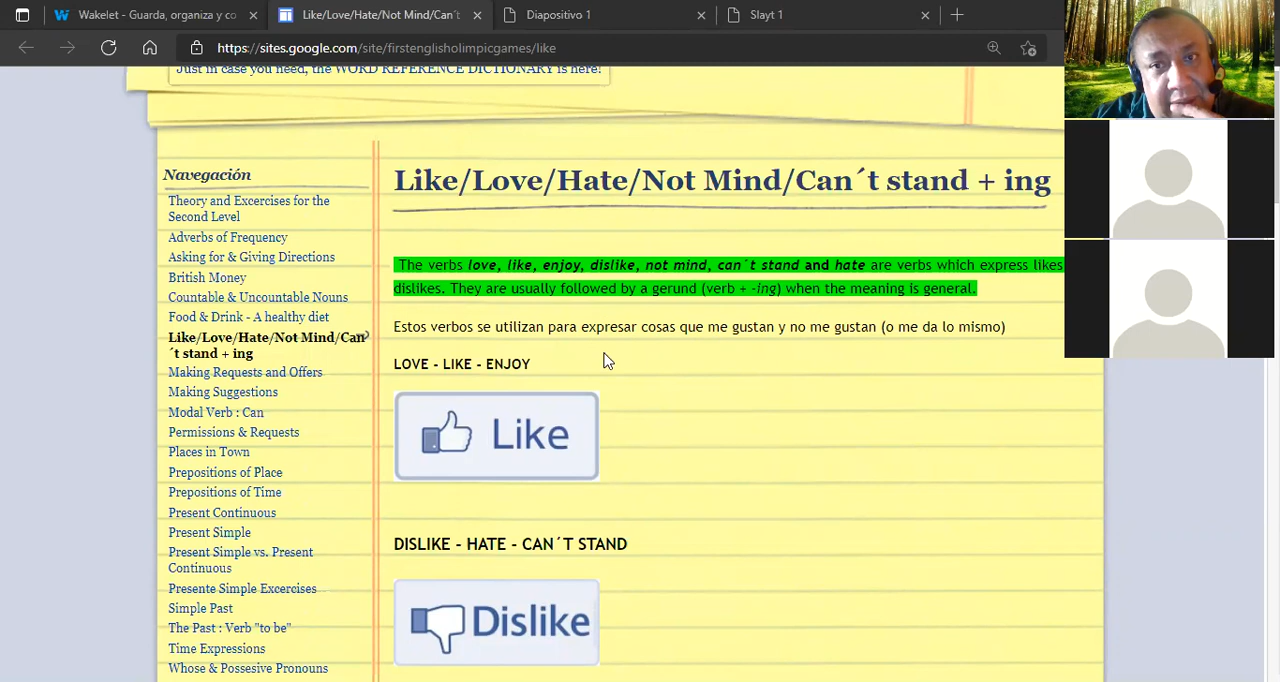 Wakelet - Guarda, organiza y co
Like/Love/Hate/Not Mind/Can´t
Diapositivo 1
Slayt 1
https://sites.google.com/site/firstenglisholimpicgames/like
Just in case you need, the WORD REFERENCE DICTIONARY is here!
Navegación
Theory and Excercises for the
Second Level
Adverbs of Frequency
Asking for & Giving Directions
British Money
Countable & Uncountable Nouns
Food & Drink - A healthy diet
Like/Love/Hate/Not Mind/Can
´t stand + ing
Making Requests and Offers
Making Suggestions
Modal Verb : Can
Permissions & Requests
Places in Town
Prepositions of Place
Prepositions of Time
Present Continuous
Present Simple
Present Simple vs. Present
Continuous
Presente Simple Excercises
Simple Past
The Past : Verb "to be"
Time Expressions
Whose & Possesive Pronouns
Like/Love/Hate/Not Mind/Can´t stand + ing
The verbs love, like, enjoy, dislike, not mind, can´t stand and hate are verbs which express likes
dislikes. They are usually followed by a gerund (verb + -ing) when the meaning is general.
Estos verbos se utilizan para expresar cosas que me gustan y no me gustan (o me da lo mismo)
LOVE - LIKE - ENJOY
Like
DISLIKE - HATE - CAN´T STAND
Dislike